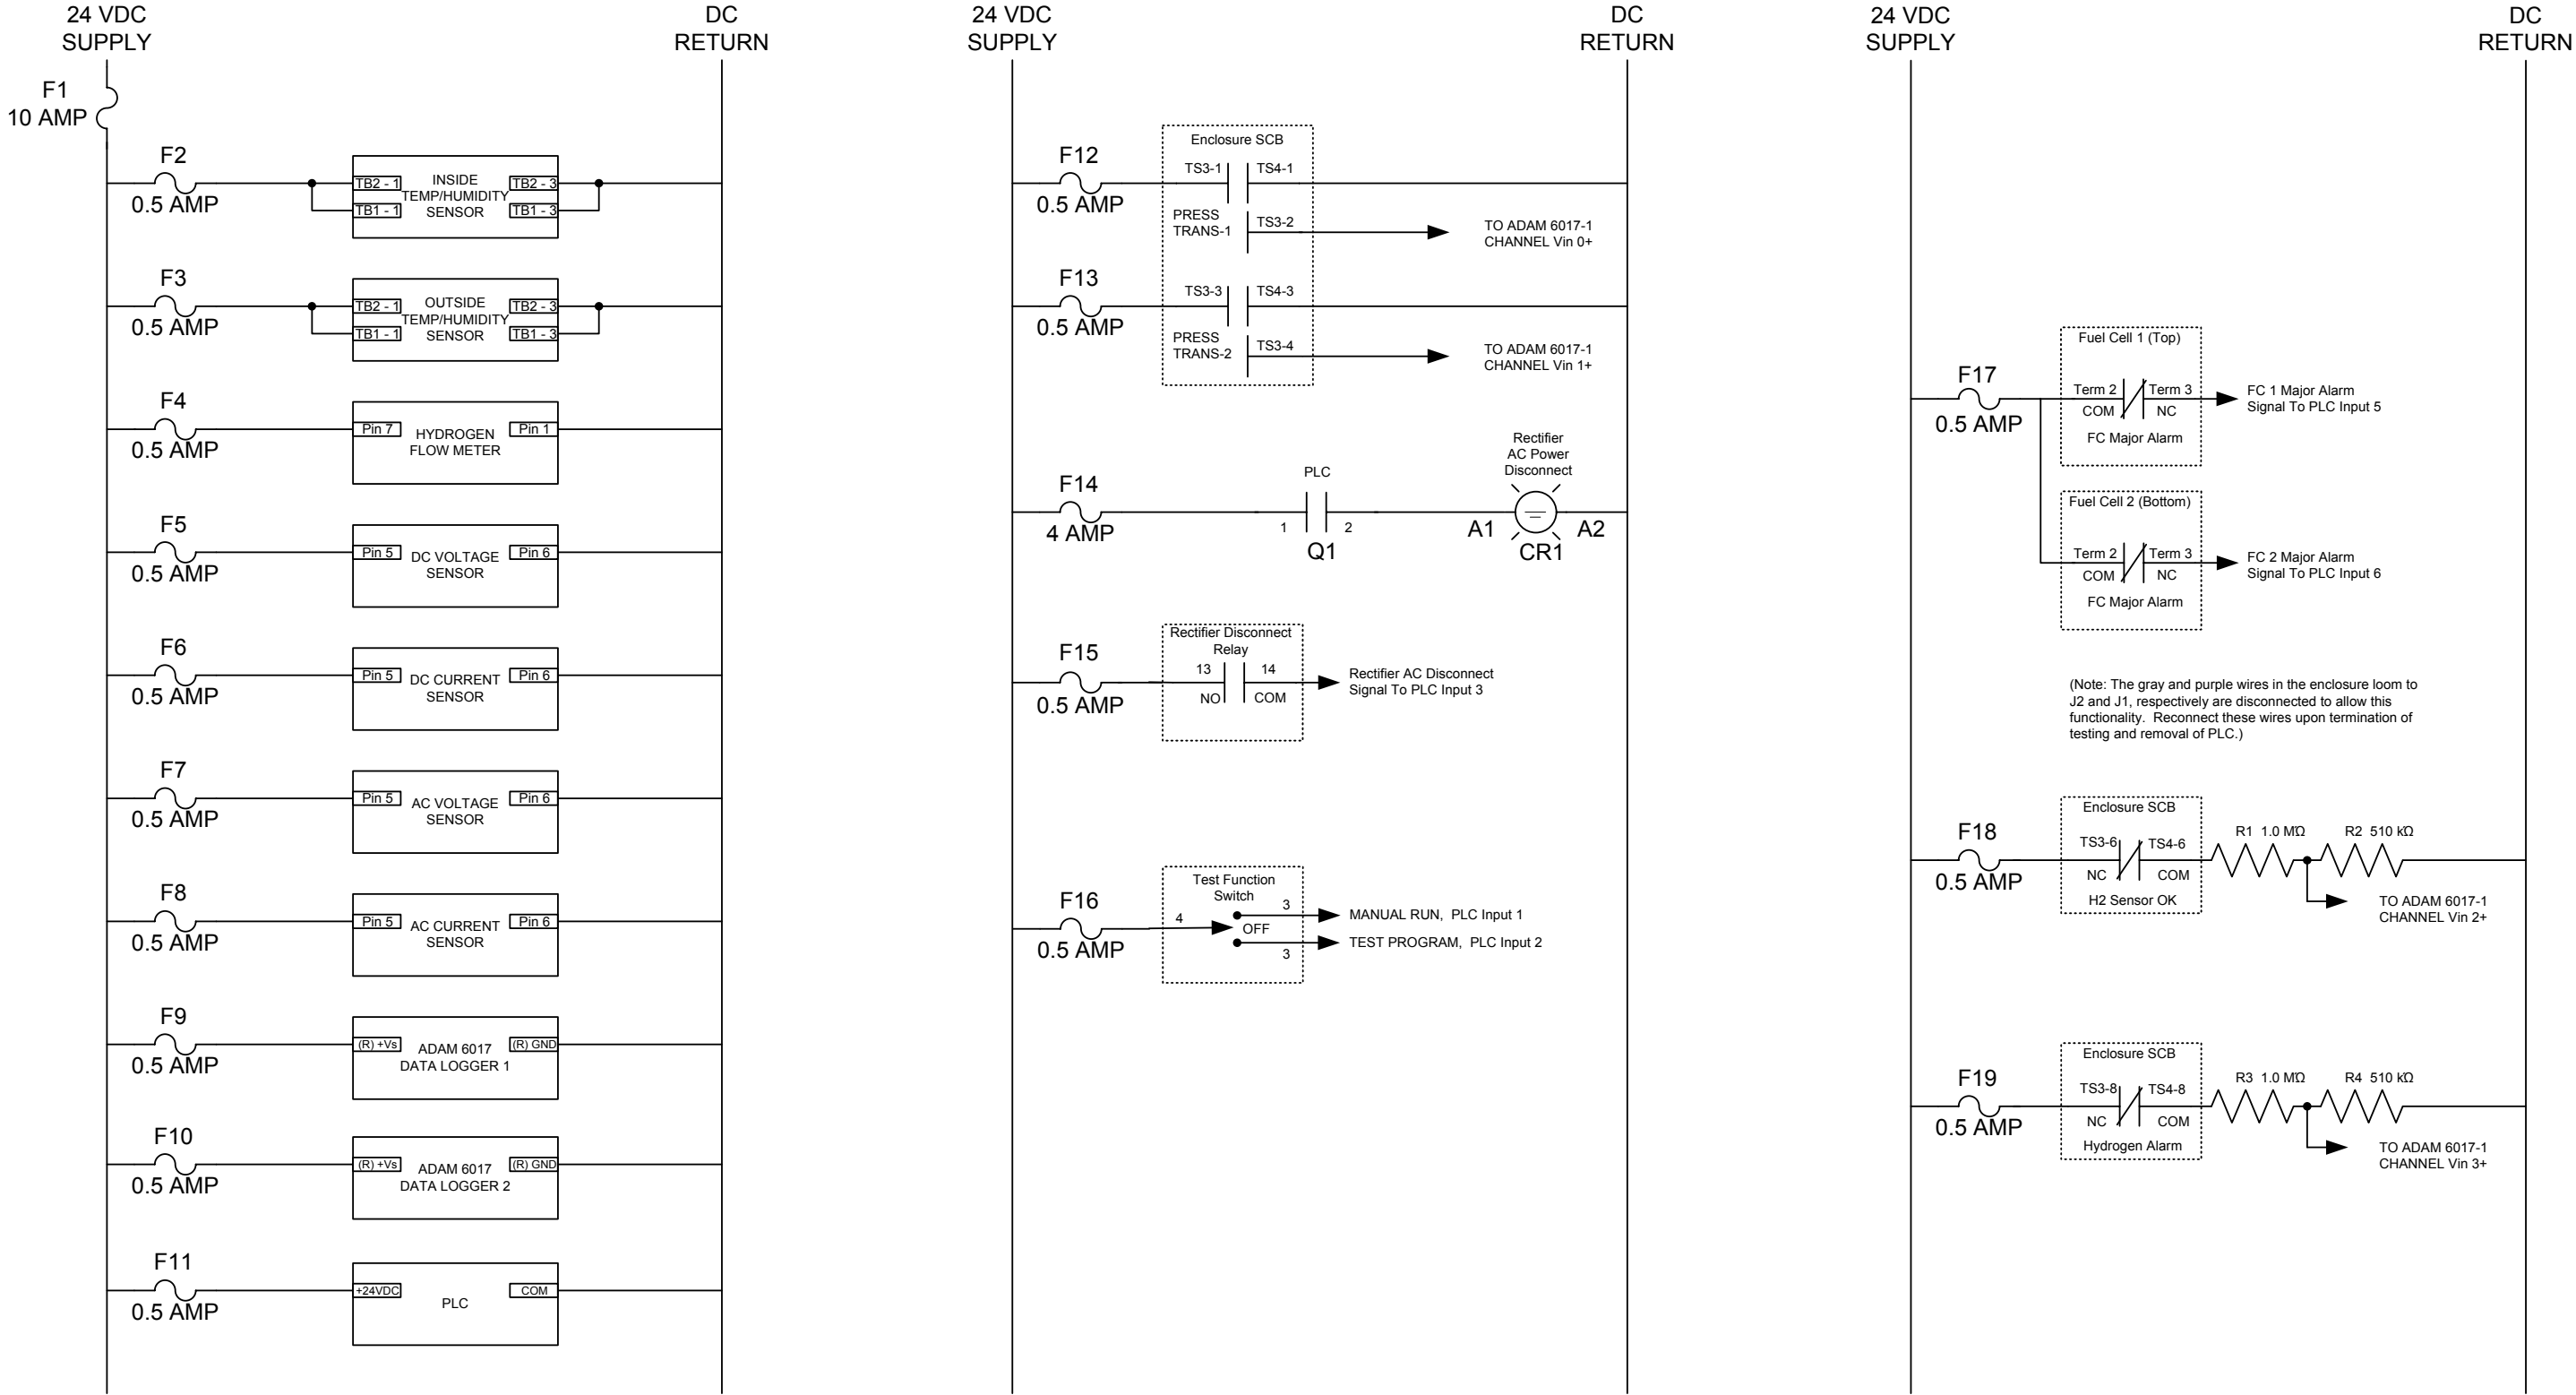 24 VDC
SUPPLY
DC
RETURN
F1
10 AMP
F2
0.5 AMP
TB2 - 1
TB1 - 1
INSIDE
TEMP/HUMIDITY
SENSOR
TB2 - 3
TB1 - 3
F3
0.5 AMP
TB2 - 1
TB1 - 1
OUTSIDE
TEMP/HUMIDITY
SENSOR
TB2 - 3
TB1 - 3
F4
0.5 AMP
Pin 7
HYDROGEN
FLOW METER
Pin 1
F5
0.5 AMP
Pin 5
DC VOLTAGE
SENSOR
Pin 6
F6
0.5 AMP
Pin 5
DC CURRENT
SENSOR
Pin 6
F7
0.5 AMP
Pin 5
AC VOLTAGE
SENSOR
Pin 6
F8
0.5 AMP
Pin 5
AC CURRENT
SENSOR
Pin 6
F9
0.5 AMP
(R) +Vs
ADAM 6017
DATA LOGGER 1
(R) GND
F10
0.5 AMP
(R) +Vs
ADAM 6017
DATA LOGGER 2
(R) GND
F11
0.5 AMP
+24VDC
PLC
COM
24 VDC
SUPPLY
DC
RETURN
Enclosure SCB
F12
0.5 AMP
TS3-1
TS4-1
PRESS
TRANS-1
TS3-2
TO ADAM 6017-1
CHANNEL Vin 0+
F13
0.5 AMP
TS3-3
TS4-3
PRESS
TRANS-2
TS3-4
TO ADAM 6017-1
CHANNEL Vin 1+
F14
4 AMP
PLC
1
2
Q1
Rectifier
AC Power
Disconnect
A1
A2
CR1
F15
0.5 AMP
Rectifier Disconnect
Relay
13
14
NO
COM
Rectifier AC Disconnect
Signal To PLC Input 3
F16
0.5 AMP
Test Function
Switch
4
3
OFF
3
MANUAL RUN, PLC Input 1
TEST PROGRAM, PLC Input 2
24 VDC
SUPPLY
DC
RETURN
F17
0.5 AMP
Fuel Cell 1 (Top)
Term 2
Term 3
COM
NC
FC Major Alarm
FC 1 Major Alarm
Signal To PLC Input 5
Fuel Cell 2 (Bottom)
Term 2
Term 3
COM
NC
FC Major Alarm
FC 2 Major Alarm
Signal To PLC Input 6
(Note: The gray and purple wires in the enclosure loom to
J2 and J1, respectively are disconnected to allow this
functionality. Reconnect these wires upon termination of
testing and removal of PLC.)
F18
0.5 AMP
Enclosure SCB
TS3-6
TS4-6
NC
COM
H2 Sensor OK
R1 1.0 MΩ
R2 510 kΩ
TO ADAM 6017-1
CHANNEL Vin 2+
F19
0.5 AMP
Enclosure SCB
TS3-8
TS4-8
NC
COM
Hydrogen Alarm
R3 1.0 MΩ
R4 510 kΩ
TO ADAM 6017-1
CHANNEL Vin 3+